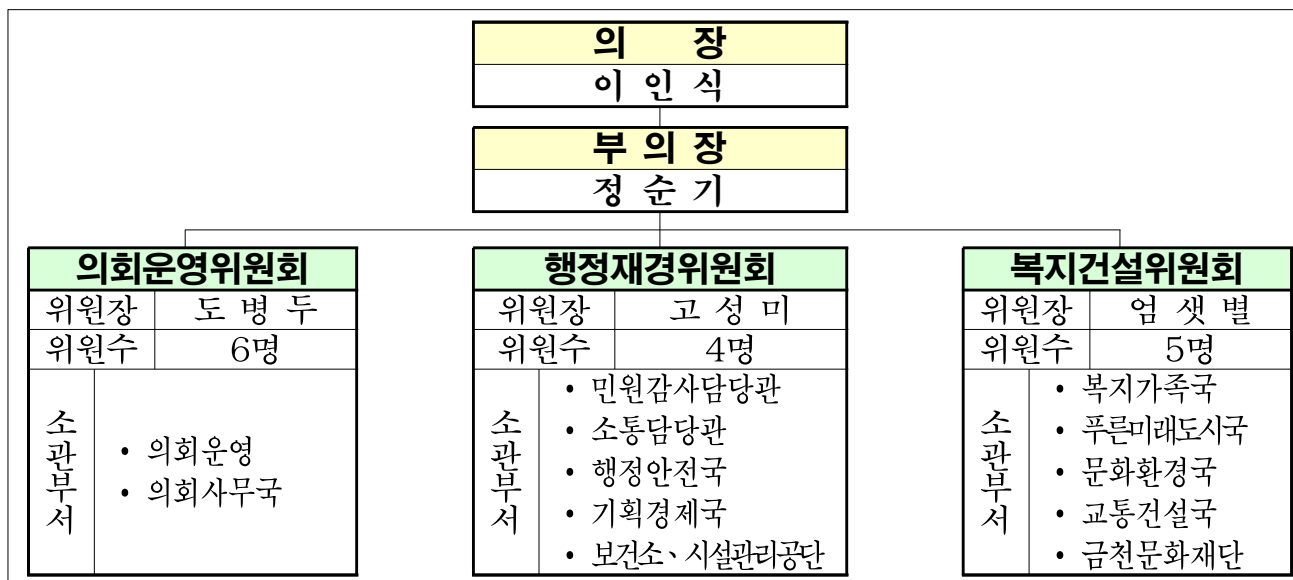 의 장
이 인 식
부 의 장
정 순 기
의회운영위원회
위원장 도 병 두
위원수 6명
소관부서
• 의회운영
• 의회사무국
행정재경위원회
위원장 고 성 미
위원수 4명
소관부서
• 민원감사담당관
• 소통담당관
• 행정안전국
• 기획경제국
• 보건소、시설관리공단
복지건설위원회
위원장 엄 샛 별
위원수 5명
소관부서
• 복지가족국
• 푸른미래도시국
• 문화환경국
• 교통건설국
• 금천문화재단